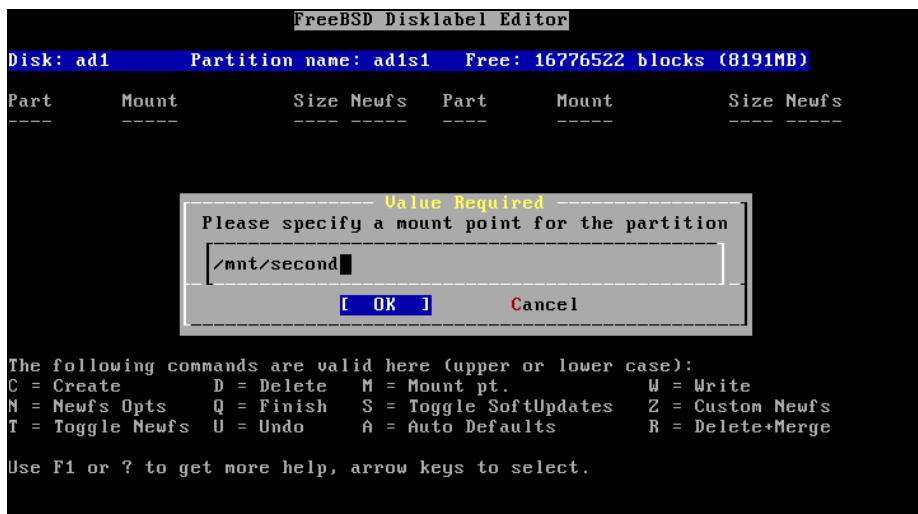 FreeBSD Disklabel Editor
Disk: ad1 Partition name: ad1s1 Free: 16776522 blocks (8191MB)
Part Mount Size Newfs Part Mount Size Newfs
---- ----- ---- ----- ---- ----- ---- -----
Value Required
Please specify a mount point for the partition
/mnt/second
[ OK ] Cancel
The following commands are valid here (upper or lower case):
C = Create D = Delete M = Mount pt. W = Write
N = Newfs Opts Q = Finish S = Toggle SoftUpdates Z = Custom Newfs
T = Toggle Newfs U = Undo A = Auto Defaults R = Delete+Merge
Use F1 or ? to get more help, arrow keys to select.